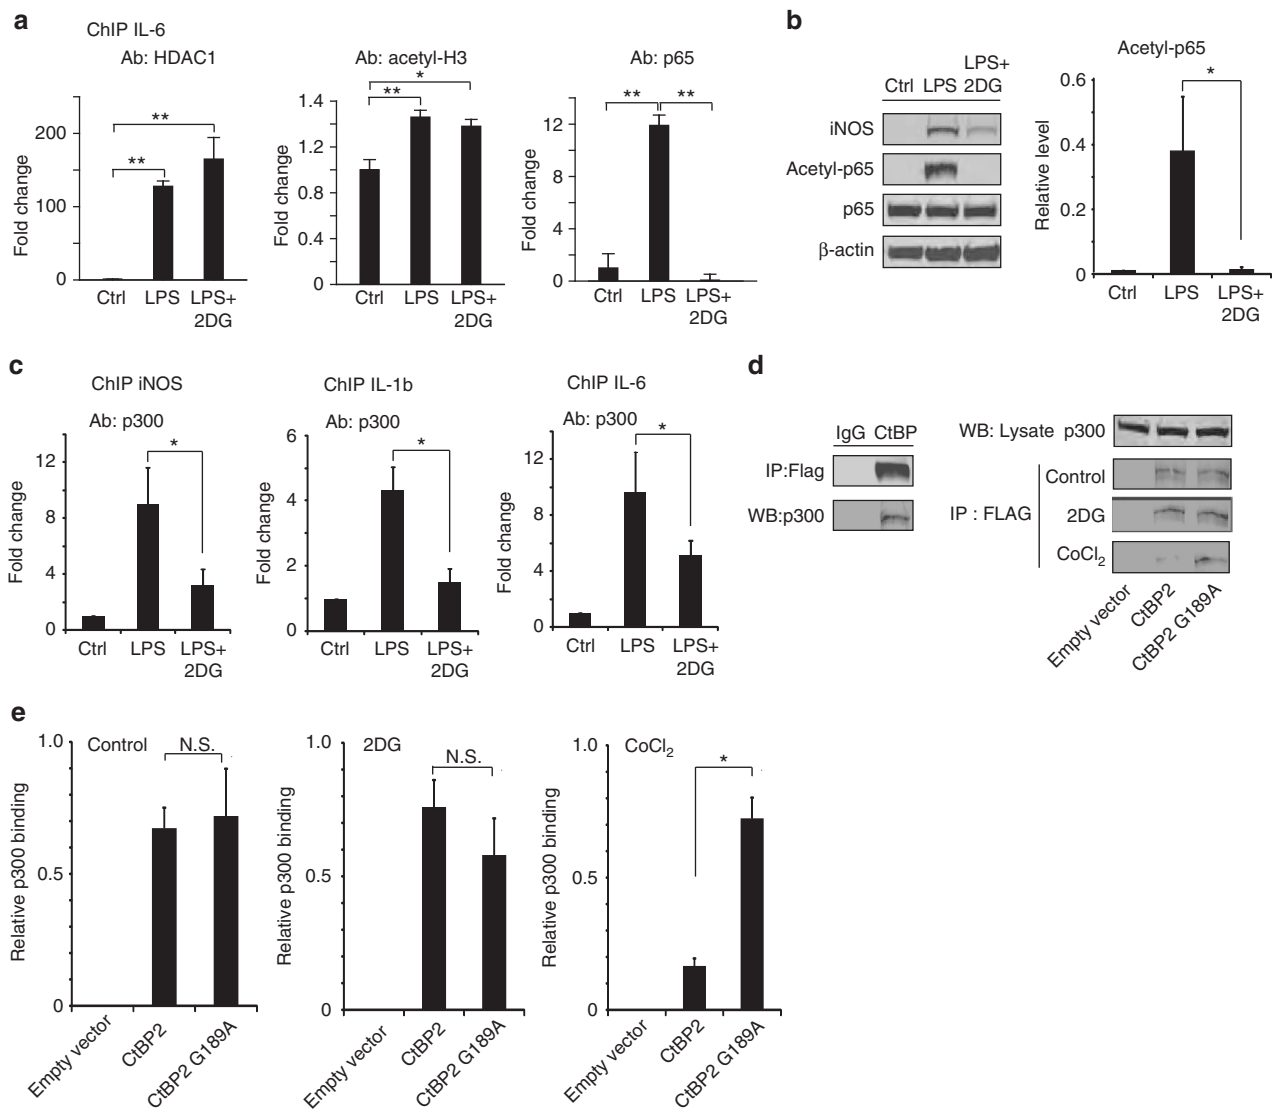 a
ChIP IL-6
Ab: HDAC1
Fold change
200
100
0
**
**
Ctrl LPS LPS+
2DG
Ab: acetyl-H3
Fold change
1.4
1.2
0.8
0.4
0
*
**
Ctrl LPS LPS+
2DG
Ab: p65
Fold change
12
8
4
0
** **
Ctrl LPS LPS+
2DG
b
Ctrl LPS LPS+
2DG
iNOS
Acetyl-p65
p65
β-actin
Acetyl-p65
Relative level
0.6
0.4
0.2
0
*
Ctrl LPS LPS+
2DG
c
ChIP iNOS
Ab: p300
Fold change
12
8
4
0
*
Ctrl LPS LPS+
2DG
ChIP IL-1b
Ab: p300
Fold change
6
4
2
0
*
Ctrl LPS LPS+
2DG
ChIP IL-6
Ab: p300
Fold change
12
8
4
0
*
Ctrl LPS LPS+
2DG
d
IgG CtBP
IP:Flag
WB:p300
WB: Lysate p300
IP : FLAG
Control
2DG
CoCl2
Empty vector
CtBP2
CtBP2 G189A
e
Control
N.S.
Relative p300 binding
1.0
0.5
0
Empty vector
CtBP2
CtBP2 G189A
2DG
N.S.
Relative p300 binding
1.0
0.5
0
Empty vector
CtBP2
CtBP2 G189A
CoCl2
*
Relative p300 binding
1.0
0.5
0
Empty vector
CtBP2
CtBP2 G189A